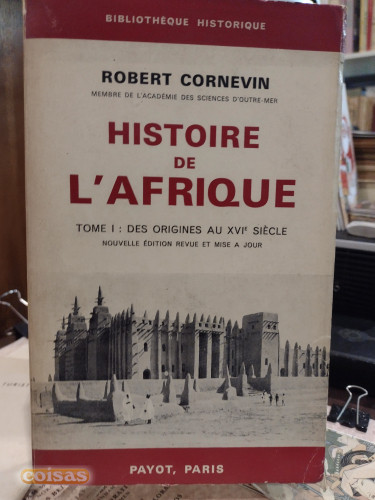 BIBLIOTHÈQUE HISTORIQUE
ROBERT CORNEVIN
MEMBRE DE L'ACADÉMIE DES SCIENCES D'OUTRE-MER
HISTOIRE
DE
L'AFRIQUE
TOME I : DES ORIGINES AU XVIᵉ SIÈCLE
NOUVELLE ÉDITION REVUE ET MISE A JOUR
PAYOT, PARIS
coisas